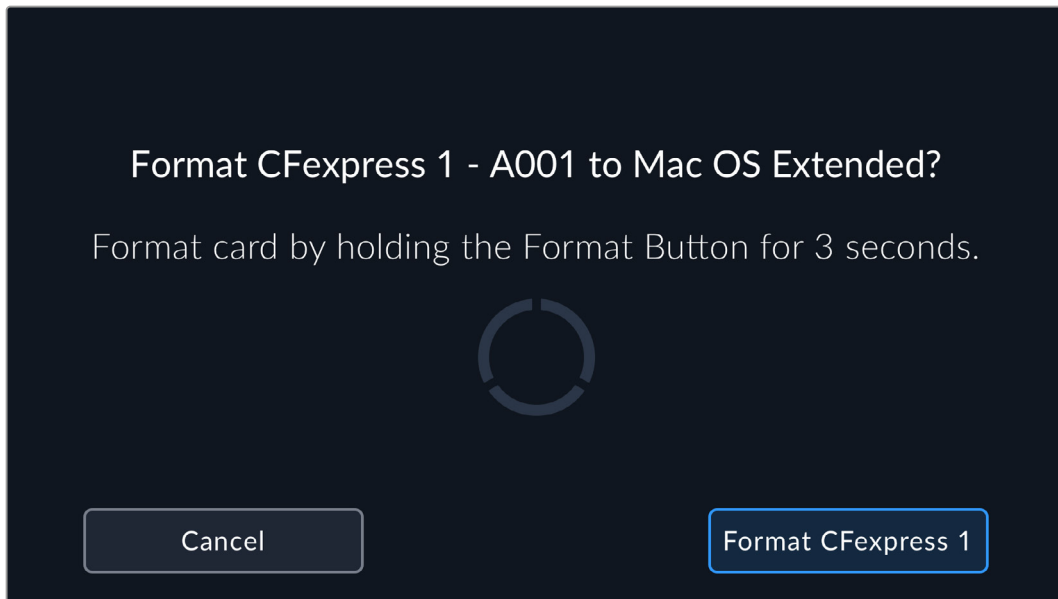 Format CFexpress 1 - A001 to Mac OS Extended?
Format card by holding the Format Button for 3 seconds.
Cancel
Format CFexpress 1